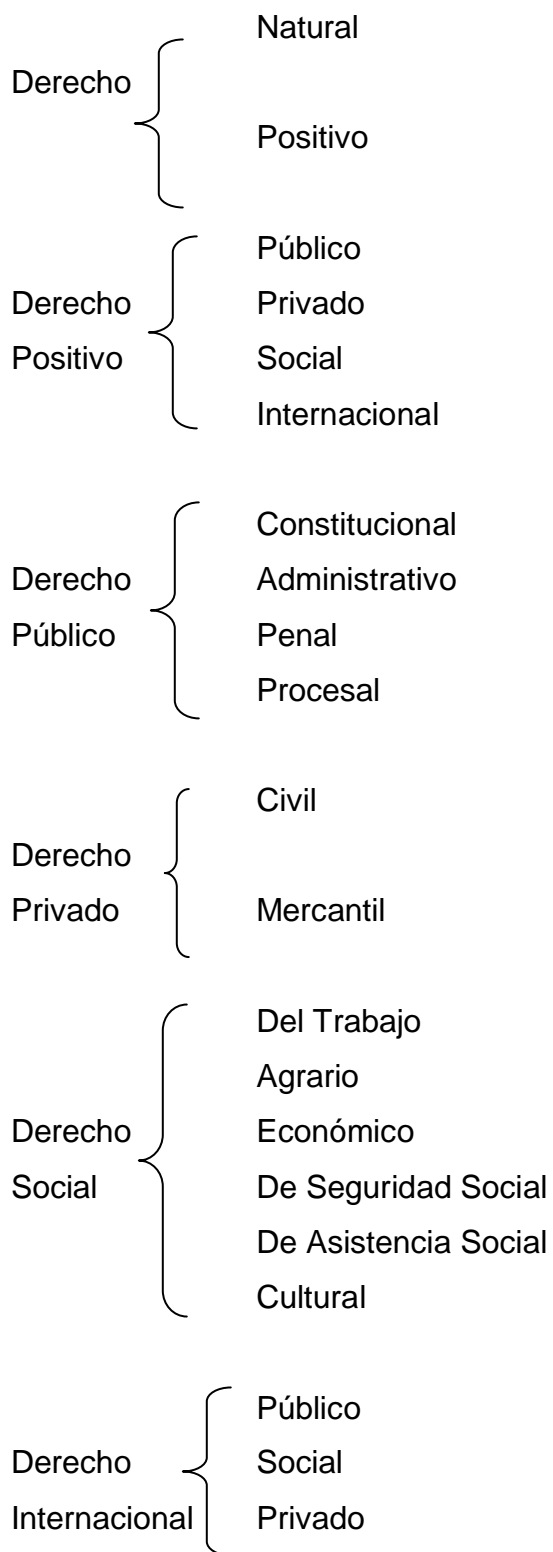 Natural
Derecho
Positivo
Público
Derecho Privado
Positivo Social
Internacional
Constitucional
Derecho Administrativo
Público Penal
Procesal
Civil
Derecho
Privado Mercantil
Del Trabajo
Agrario
Derecho Económico
Social De Seguridad Social
De Asistencia Social
Cultural
Público
Derecho Social
Internacional Privado